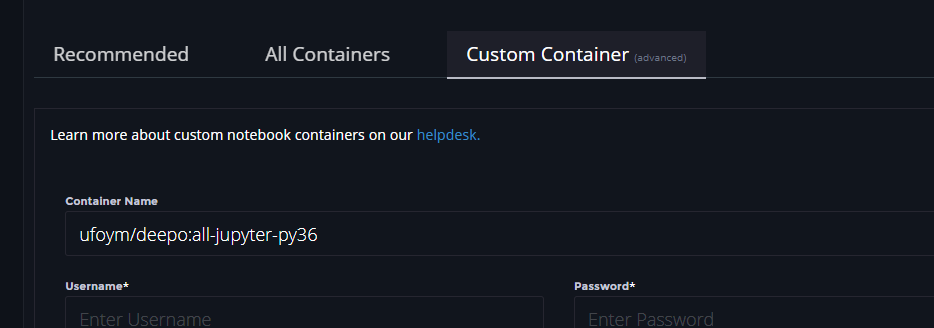 Recommended All Containers Custom Container (advanced)
Learn more about custom notebook containers on our helpdesk.
Container Name
ufoym/deepo:all-jupyter-py36
Username* Password*
Enter Username Enter Password